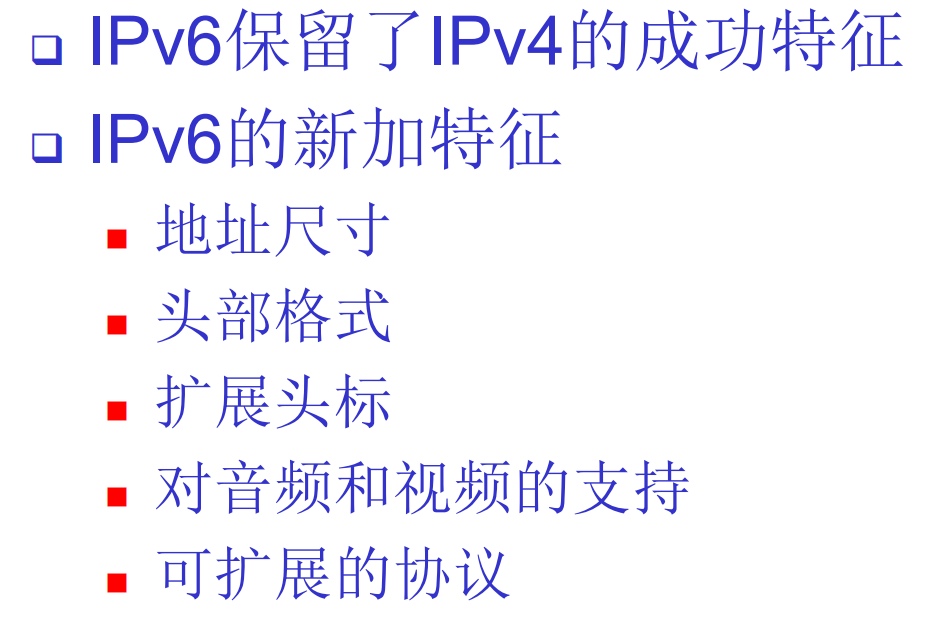 IPv6保留了IPv4的成功特征
IPv6的新加特征
地址尺寸
头部格式
扩展头标
对音频和视频的支持
可扩展的协议